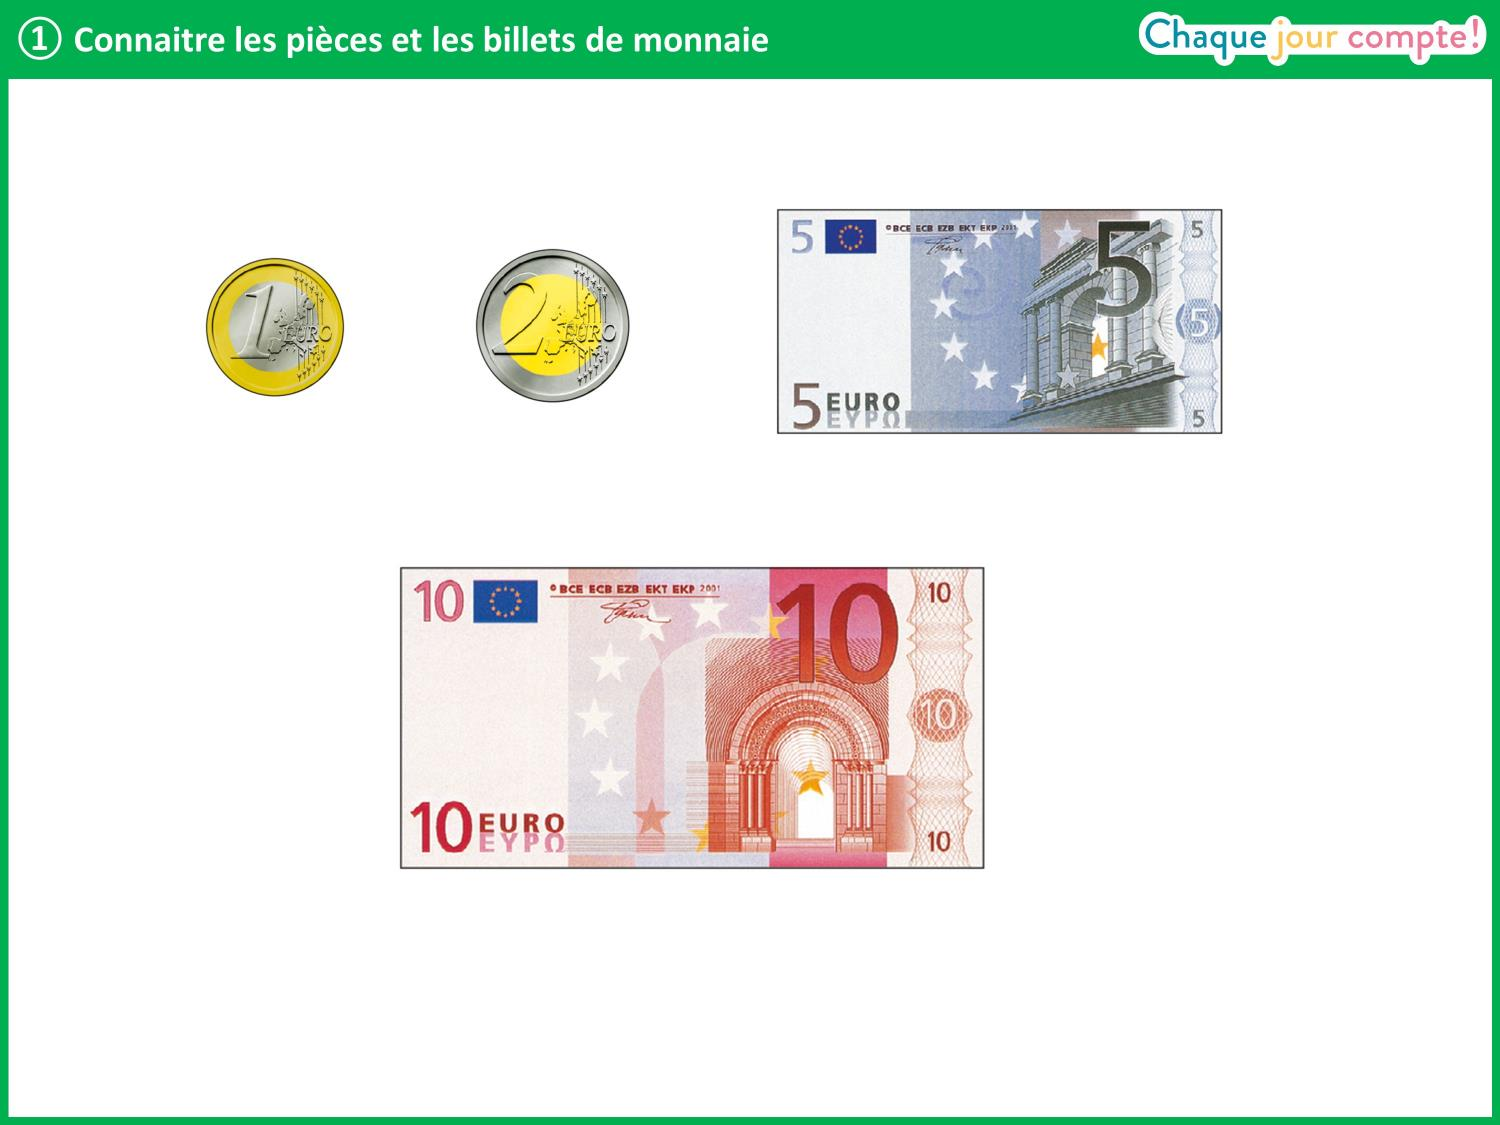 ① Connaitre les pièces et les billets de monnaie
Chaque jour compte!
1 EURO
2 EURO
5 © BCE ECB EZB EKT EKP 2001 5 5
5
5 EURO
ΕΥΡΩ
5
10 © BCE ECB EZB EKT EKP 2001 10 10
10
10 EURO
ΕΥΡΩ
10